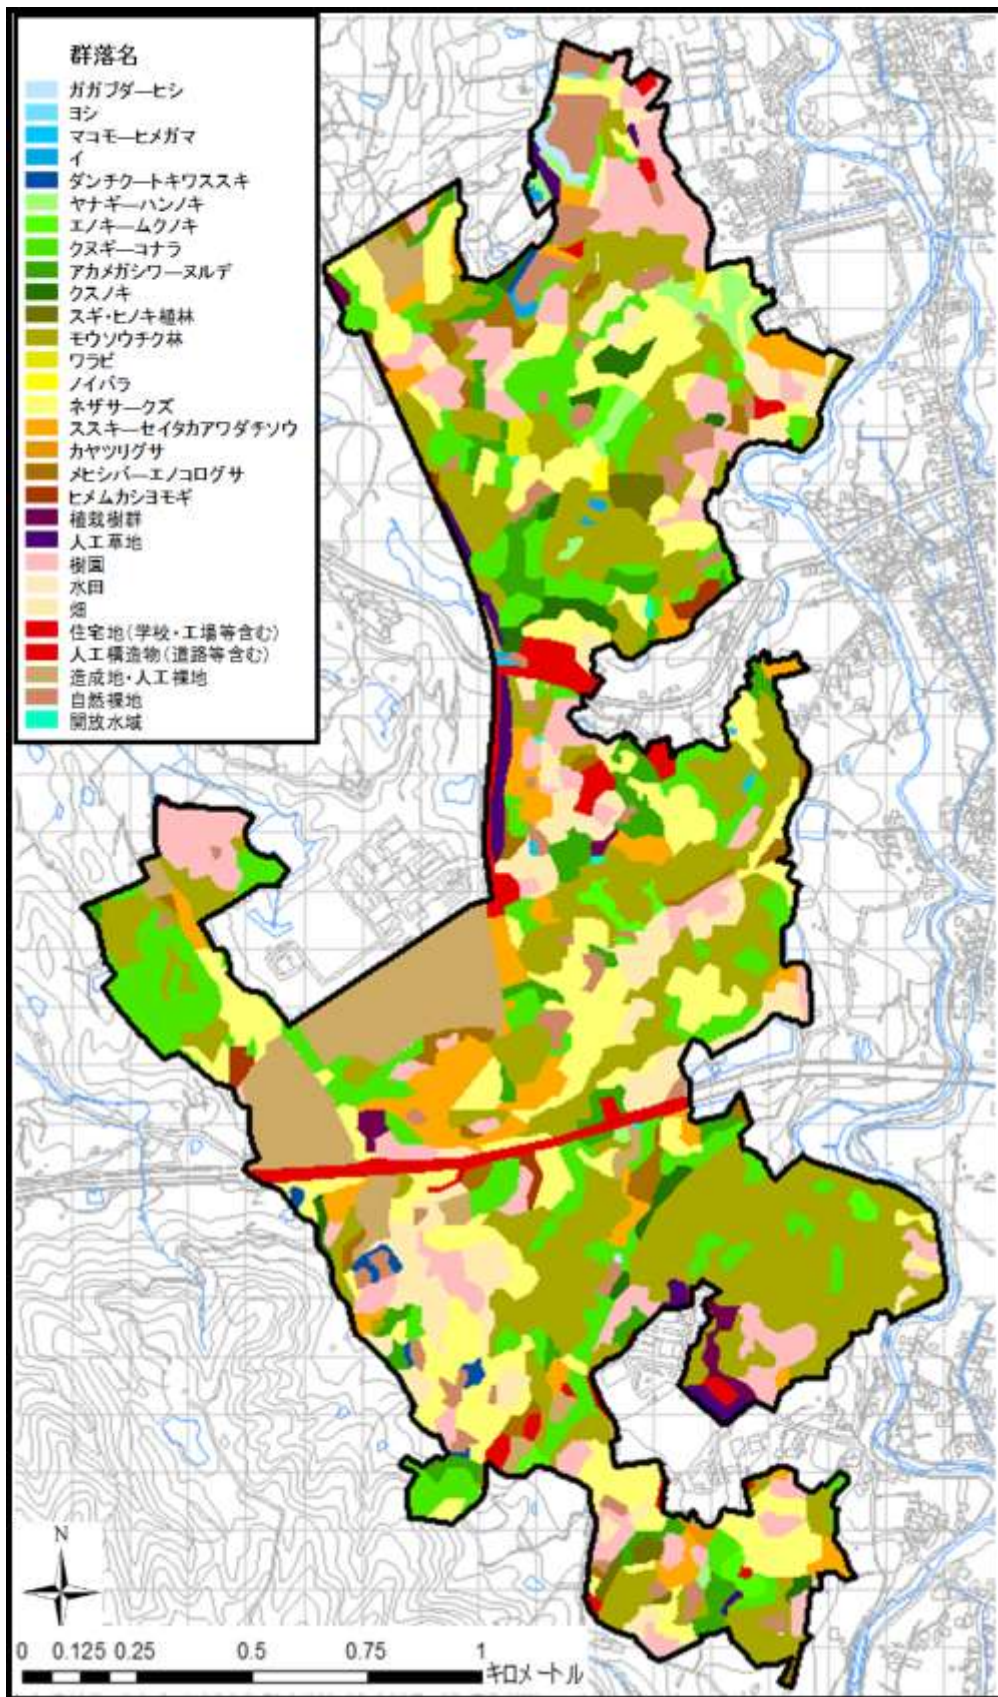 群落名
ガガブダ―ヒシ
ヨシ
マコモ―ヒメガマ
イ
ダンチク―トキワススキ
ヤナギ―ハンノキ
エノキ―ムクノキ
クヌギ―コナラ
アカメガシワ―ヌルデ
クスノキ
スギ・ヒノキ植林
モウソウチク林
ワラビ
ノイバラ
ネザサ―クズ
ススキ―セイタカアワダチソウ
カヤツリグサ
メヒシバ―エノコログサ
ヒメムカシヨモギ
植栽樹群
人工草地
樹園
水田
畑
住宅地(学校・工場等含む)
人工構造物(道路等含む)
造成地・人工裸地
自然裸地
開放水域
N
0 0.125 0.25 0.5 0.75 1
キロメートル